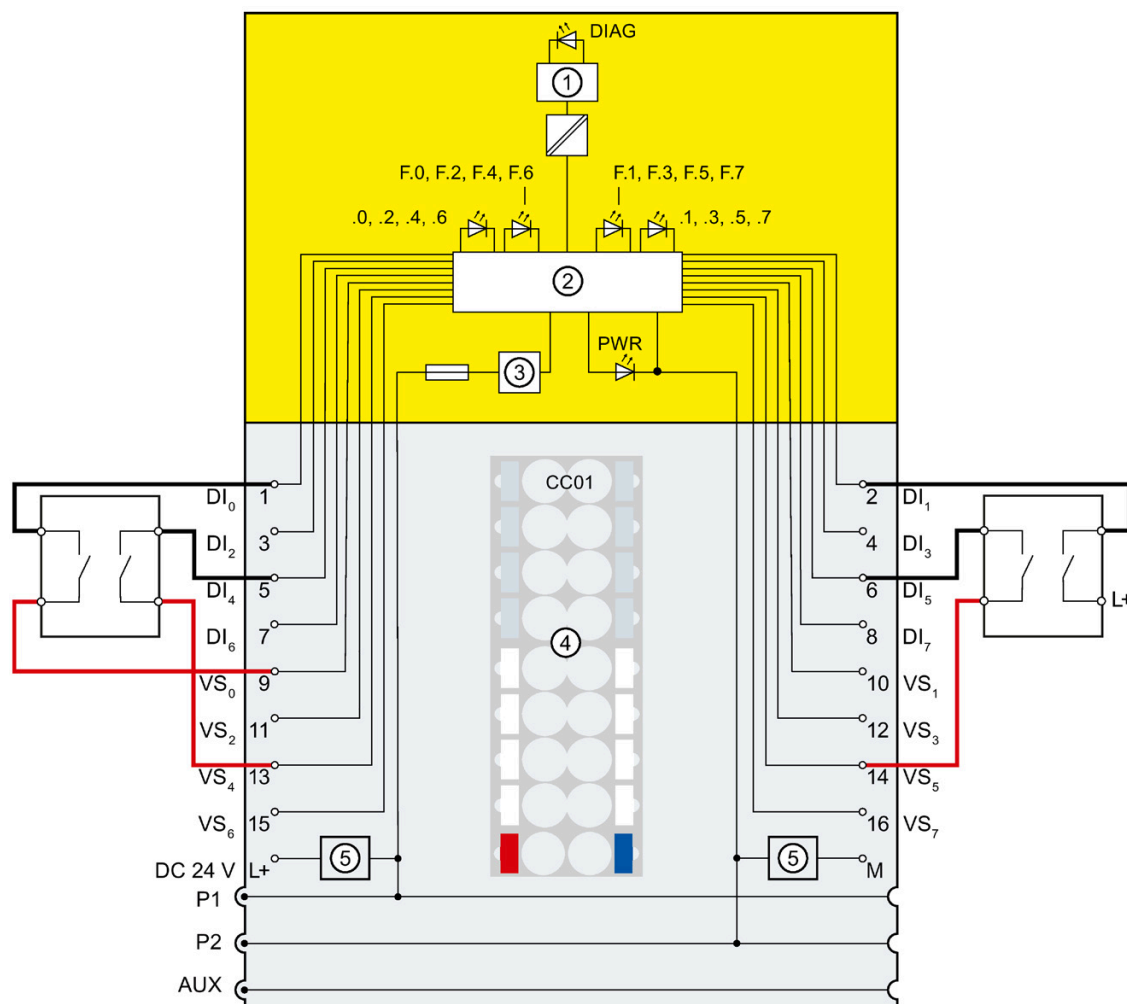 DIAG
①
F.0, F.2, F.4, F.6
F.1, F.3, F.5, F.7
.0, .2, .4, .6
.1, .3, .5, .7
②
PWR
③
CC01
DI₀ 1
2 DI₁
DI₂ 3
4 DI₃
DI₄ 5
6 DI₅
L+
DI₆ 7
8 DI₇
④
VS₀ 9
10 VS₁
VS₂ 11
12 VS₃
VS₄ 13
14 VS₅
VS₆ 15
16 VS₇
DC 24 V L+
⑤
⑤
M
P1
P2
AUX